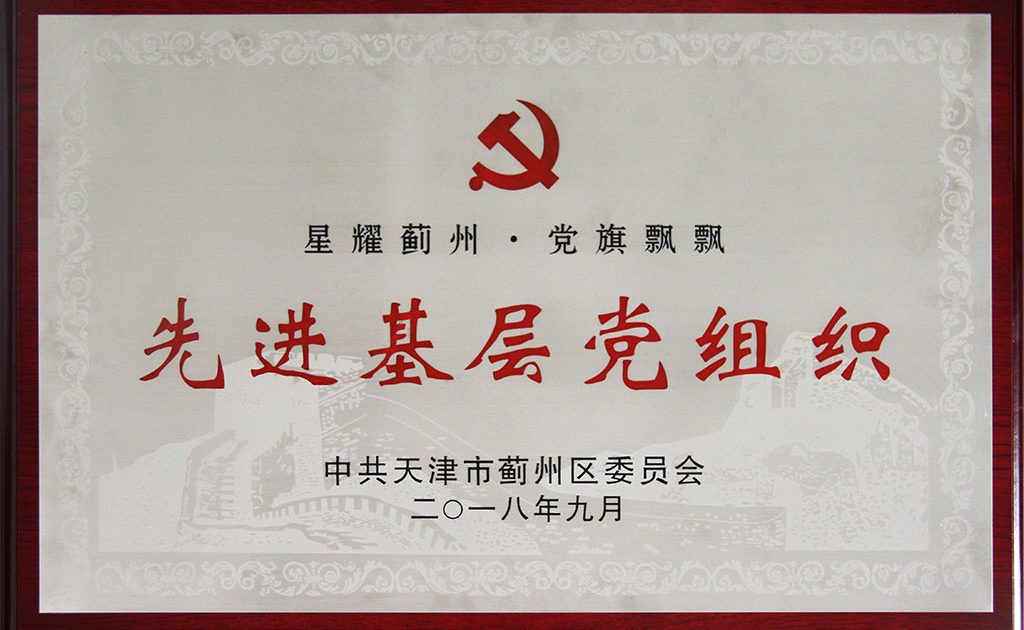 星耀蓟州·党旗飘飘
先进基层党组织
中共天津市蓟州区委员会
二〇一八年九月